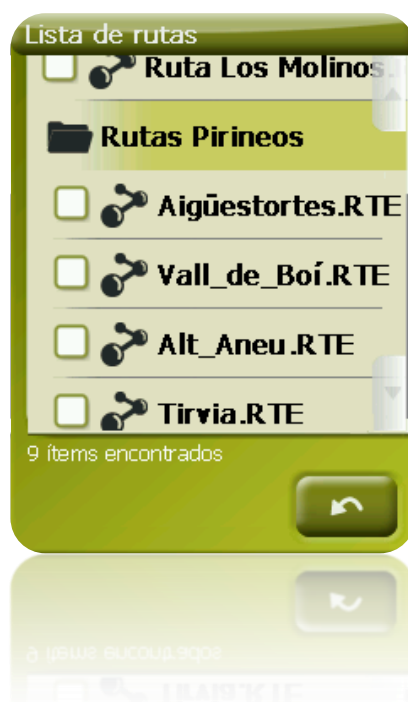 Lista de rutas
Ruta Los Molinos.
Rutas Pirineos
Aigüestortes.RTE
Vall_de_Boí.RTE
Alt_Aneu.RTE
Tirvia.RTE
9 ítems encontrados